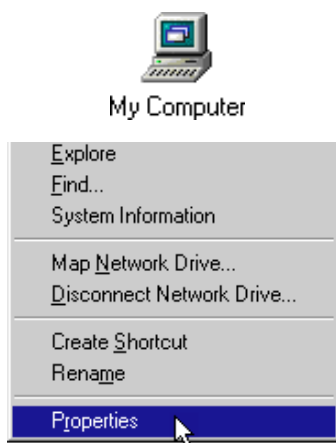 My Computer
Explore
Find...
System Information
Map Network Drive...
Disconnect Network Drive...
Create Shortcut
Rename
Properties